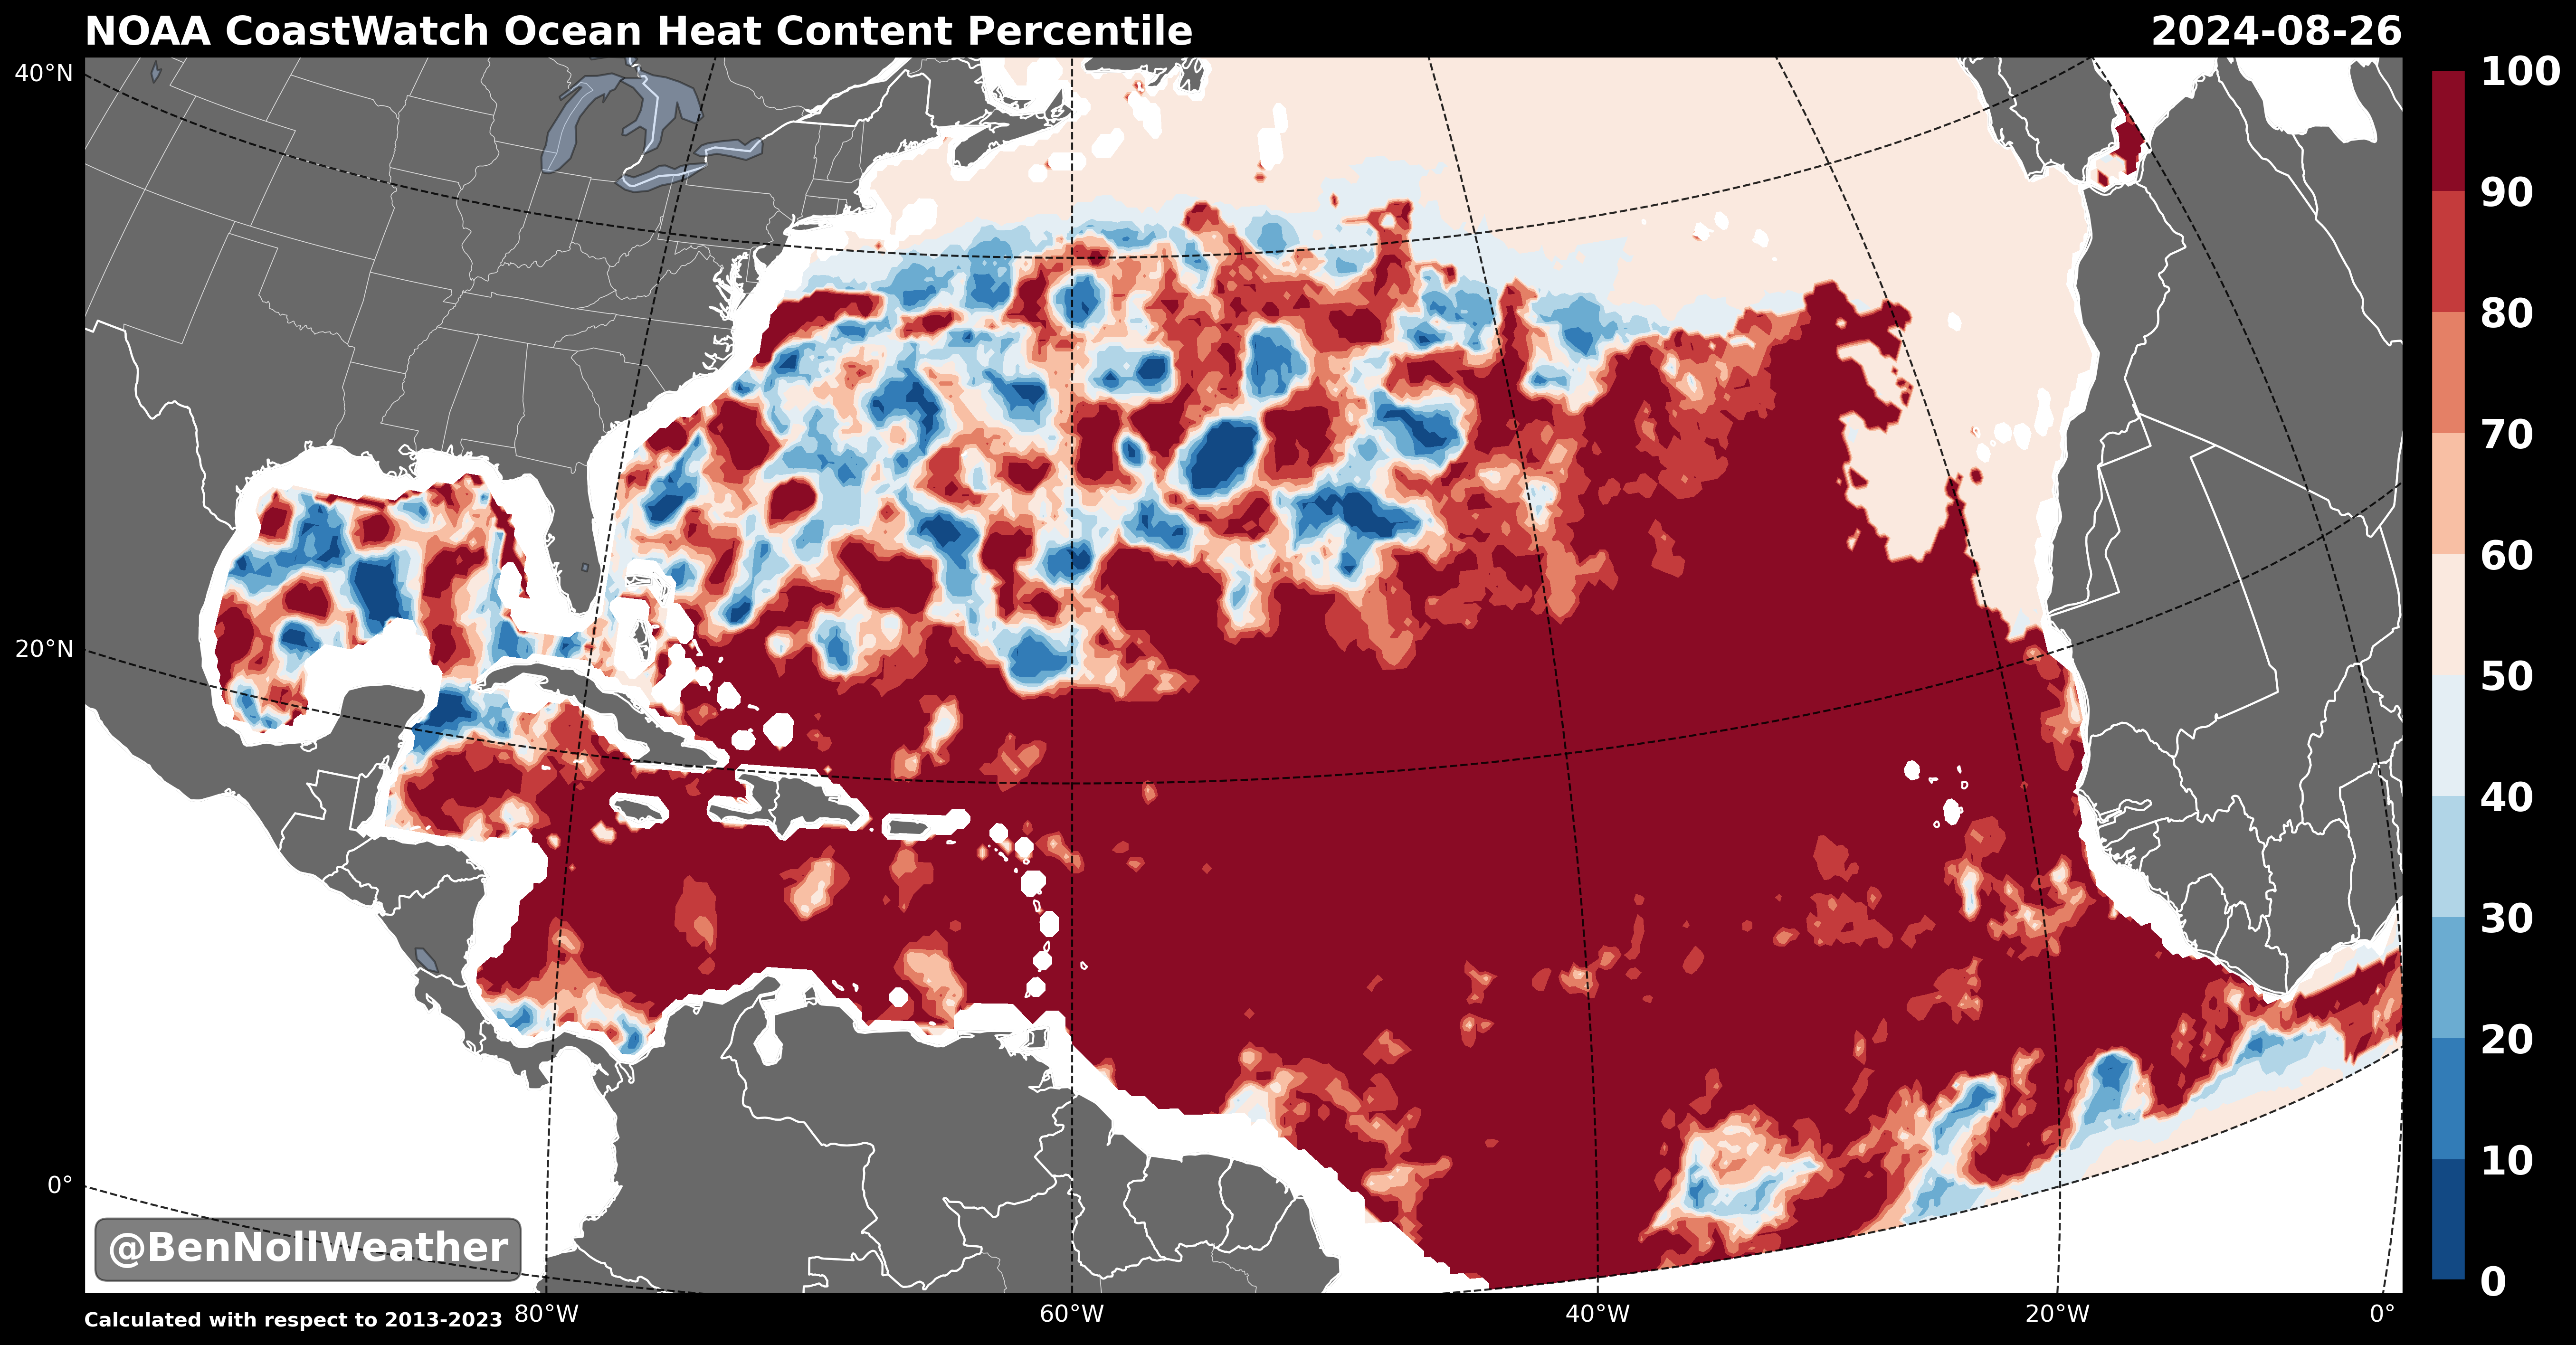 NOAA CoastWatch Ocean Heat Content Percentile
2024-08-26
40°N
20°N
0°
100
90
80
70
60
50
40
30
20
10
0
@BenNollWeather
Calculated with respect to 2013-2023
80°W
60°W
40°W
20°W
0°